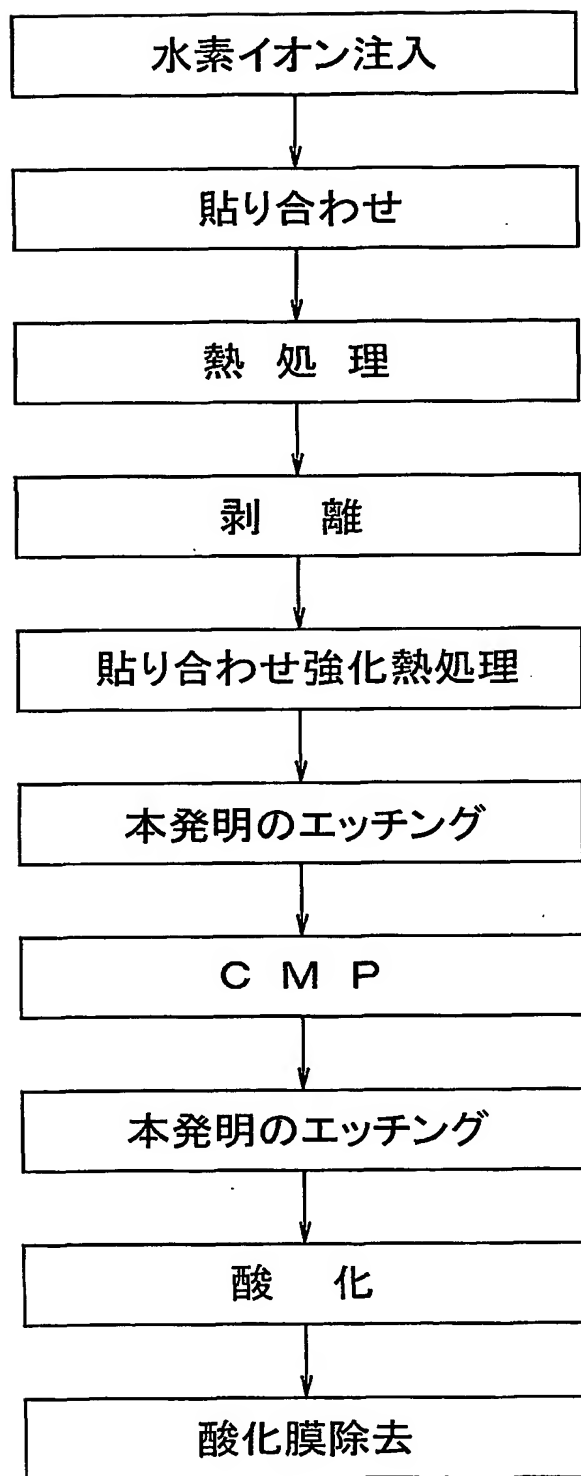 水素イオン注入
貼り合わせ
熱 処 理
剥 離
貼り合わせ強化熱処理
本発明のエッチング
C M P
本発明のエッチング
酸 化
酸化膜除去